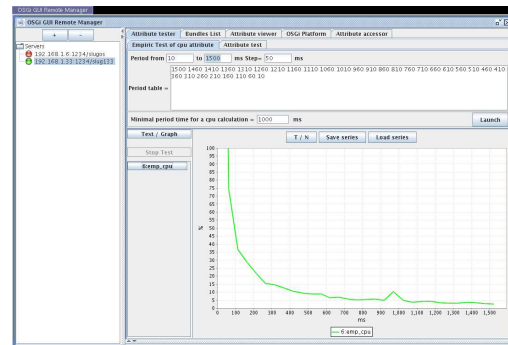 OSGi GUI Remote Manager
OSGi GUI Remote Manager
+ -
Servers
192.168.1.6:1234/slugos
192.168.1.33:1234/slug133
Attribute tester Bundles List Attribute viewer OSGi Platform Attribute accessor
Empiric Test of cpu attribute Attribute test
Period from 10 to 1500 ms Step= 50 ms
Period table =
1500 1460 1410 1360 1310 1260 1210 1160 1110 1060 1010 960 910 860 810 760 710 660 610 560 510 460 410
360 310 260 210 160 110 60 10
Minimal period time for a cpu calculation = 1000 ms Launch
Text / Graph
Stop Test
6:emp_cpu
T / N Save series Load series
100
95
90
85
80
75
70
65
60
55
50
45
40
35
30
25
20
15
10
5
0
%
0 100 200 300 400 500 600 700 800 900 1,000 1,100 1,200 1,300 1,400 1,500
ms
6:emp_cpu